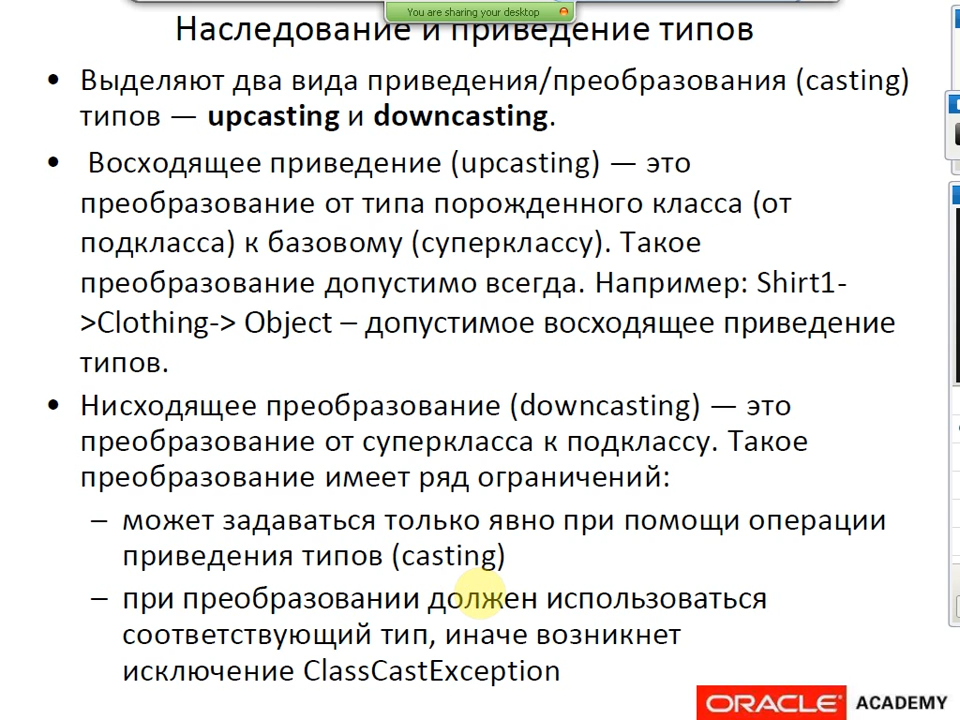 You are sharing your desktop
Наследование и приведение типов
• Выделяют два вида приведения/преобразования (casting)
типов — upcasting и downcasting.
• Восходящее приведение (upcasting) — это
преобразование от типа порожденного класса (от
подкласса) к базовому (суперклассу). Такое
преобразование допустимо всегда. Например: Shirt1-
>Clothing-> Object – допустимое восходящее приведение
типов.
• Нисходящее преобразование (downcasting) — это
преобразование от суперкласса к подклассу. Такое
преобразование имеет ряд ограничений:
– может задаваться только явно при помощи операции
приведения типов (casting)
– при преобразовании должен использоваться
соответствующий тип, иначе возникнет
исключение ClassCastException
ORACLE ACADEMY